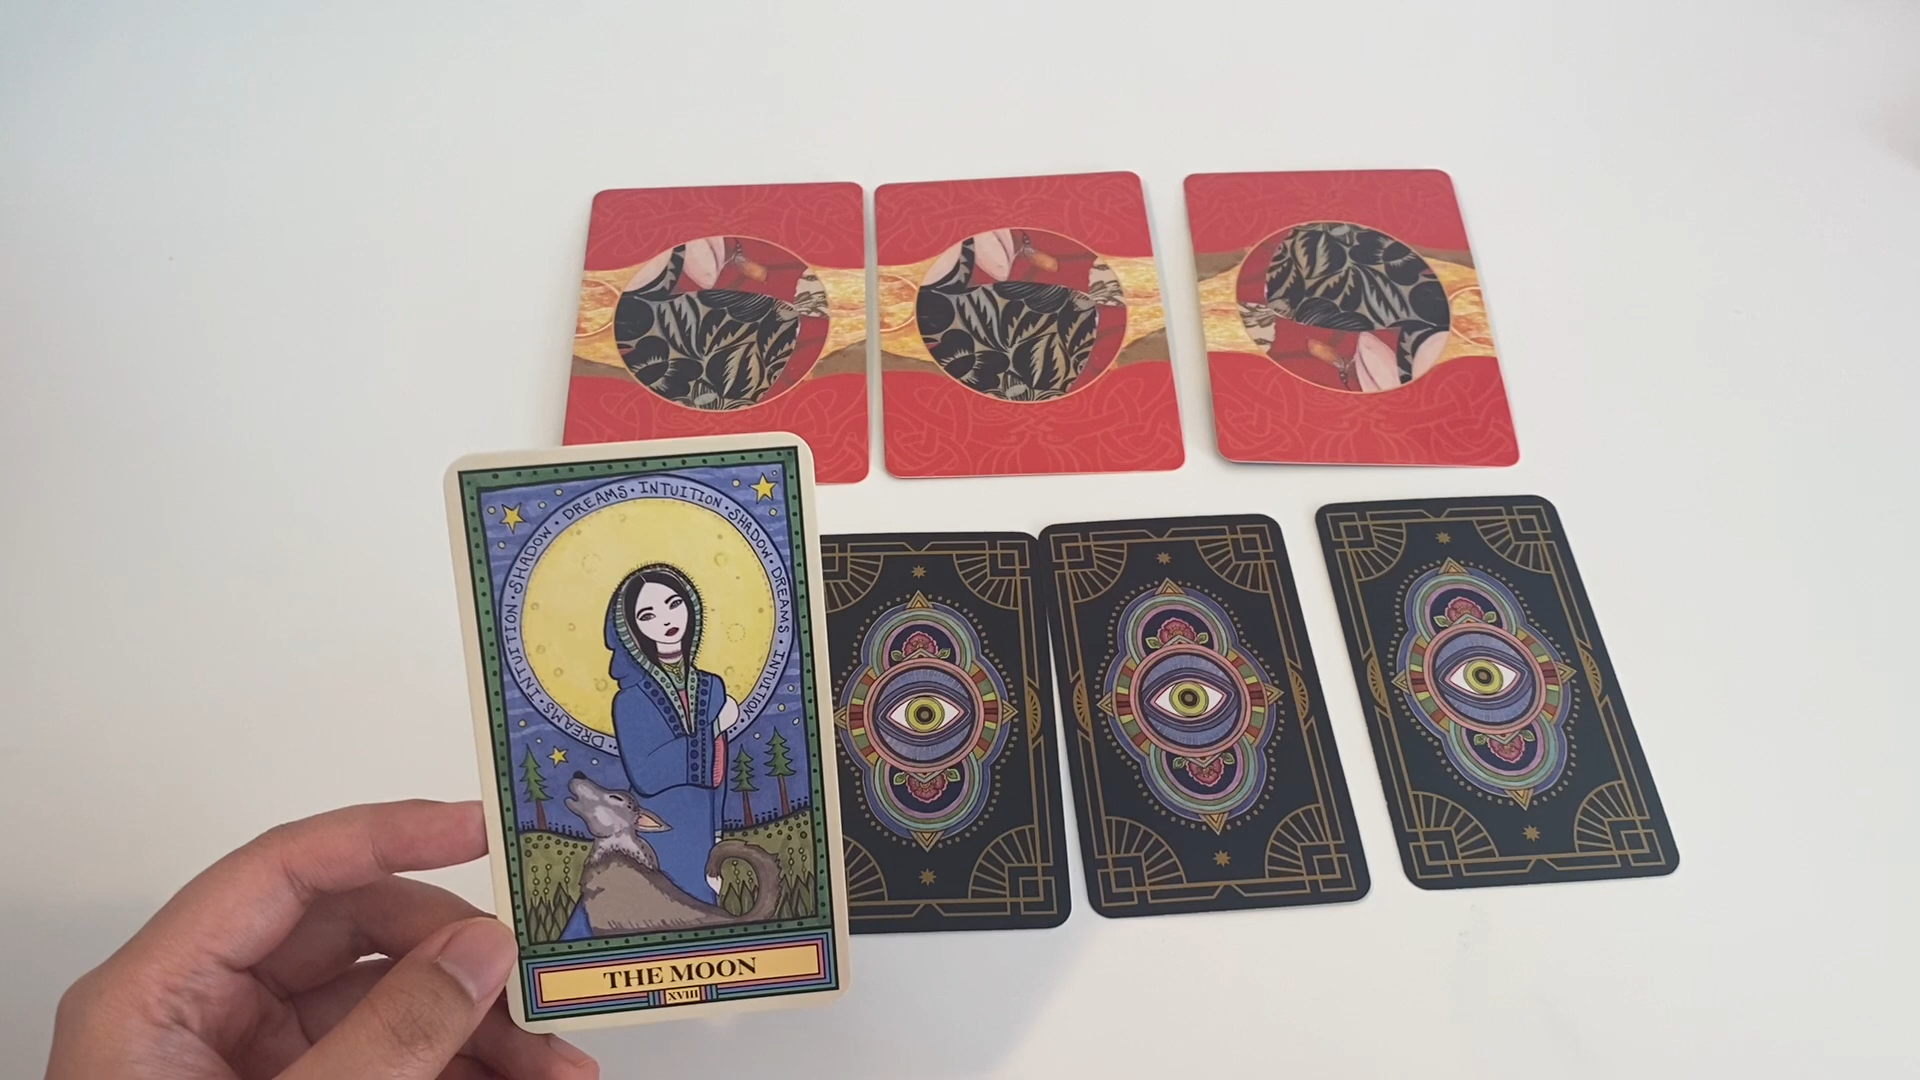 DREAMS · INTUITION · SHADOW · DREAMS · INTUITION · SHADOW · DREAMS · INTUITION ·
THE MOON
XVIII